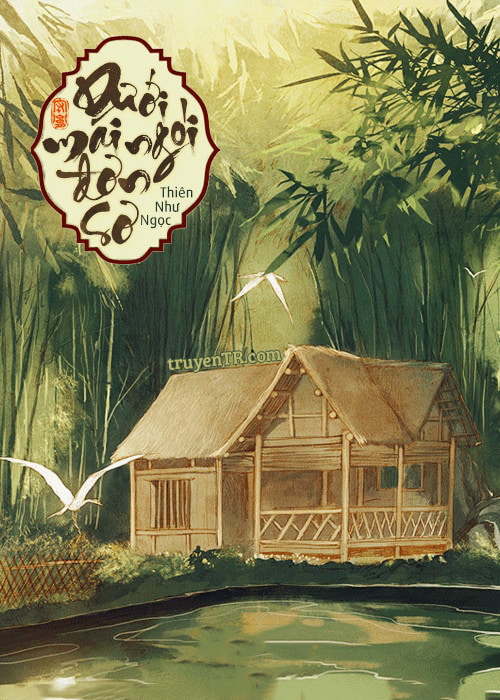 Dưới
mái ngói
đơn
sơ
Thiên
Như
Ngọc
truyenTR.com